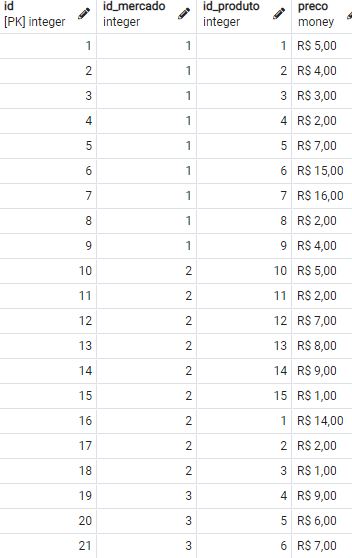 id id_mercado id_produto preco
[PK] integer integer integer money
1 1 1 R$ 5,00
2 1 2 R$ 4,00
3 1 3 R$ 3,00
4 1 4 R$ 2,00
5 1 5 R$ 7,00
6 1 6 R$ 15,00
7 1 7 R$ 16,00
8 1 8 R$ 2,00
9 1 9 R$ 4,00
10 2 10 R$ 5,00
11 2 11 R$ 2,00
12 2 12 R$ 7,00
13 2 13 R$ 8,00
14 2 14 R$ 9,00
15 2 15 R$ 1,00
16 2 1 R$ 14,00
17 2 2 R$ 2,00
18 2 3 R$ 1,00
19 3 4 R$ 9,00
20 3 5 R$ 6,00
21 3 6 R$ 7,00